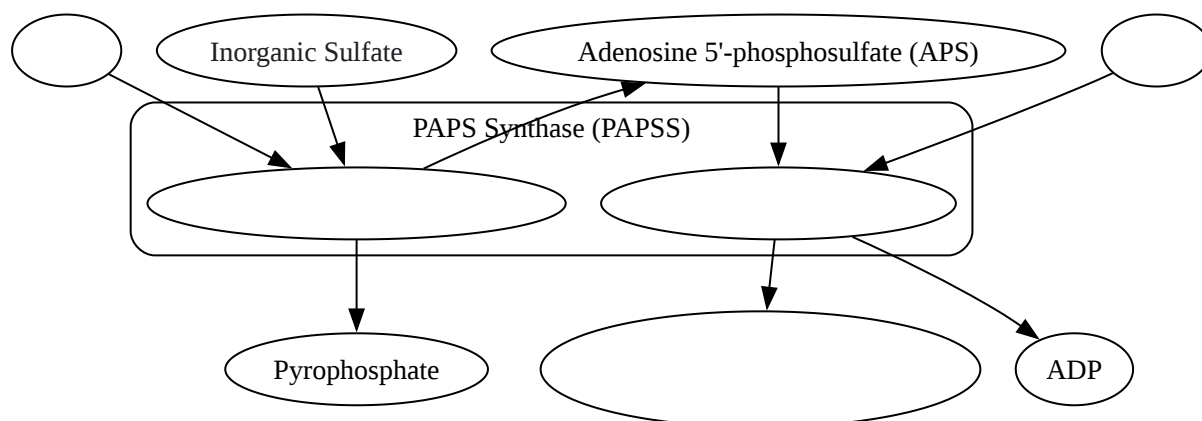 Inorganic Sulfate
Adenosine 5'-phosphosulfate (APS)
PAPS Synthase (PAPSS)
Pyrophosphate
ADP